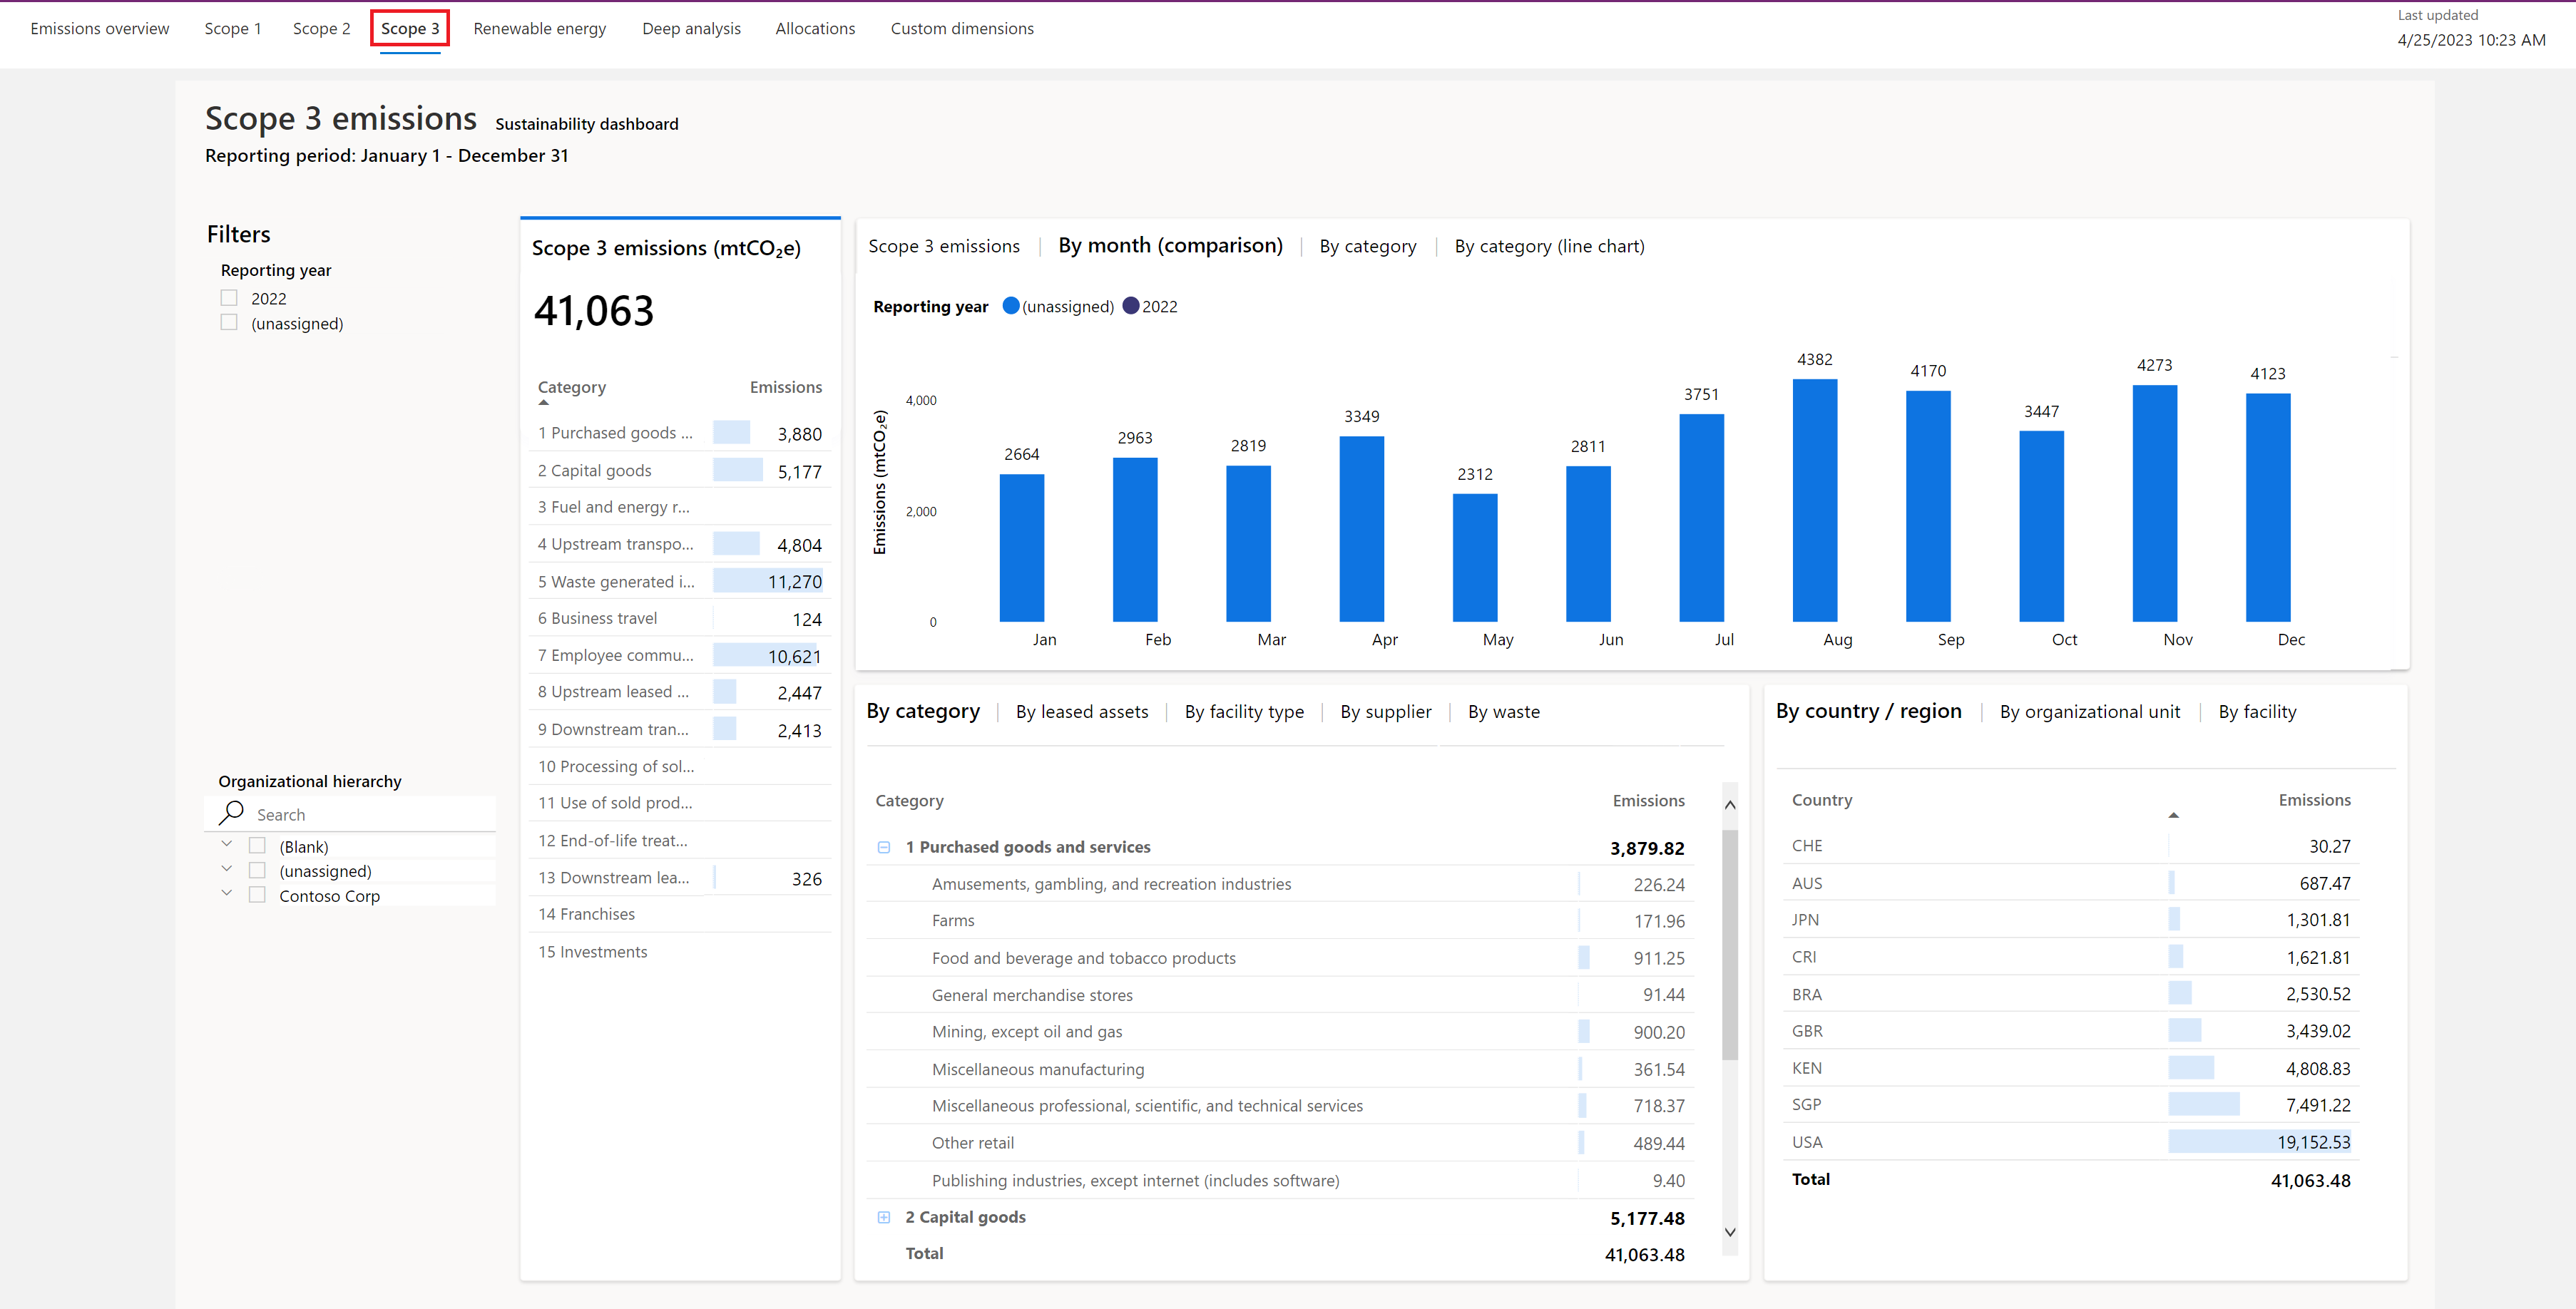 Emissions overview Scope 1 Scope 2 Scope 3 Renewable energy Deep analysis Allocations Custom dimensions
Last updated
4/25/2023 10:23 AM
Scope 3 emissions Sustainability dashboard
Reporting period: January 1 - December 31
Filters
Reporting year
2022
(unassigned)
Organizational hierarchy
Search
(Blank)
(unassigned)
Contoso Corp
Scope 3 emissions (mtCO₂e)
41,063
Category Emissions
1 Purchased goods ... 3,880
2 Capital goods 5,177
3 Fuel and energy r...
4 Upstream transpo... 4,804
5 Waste generated i... 11,270
6 Business travel 124
7 Employee commu... 10,621
8 Upstream leased ... 2,447
9 Downstream tran... 2,413
10 Processing of sol...
11 Use of sold prod...
12 End-of-life treat...
13 Downstream lea... 326
14 Franchises
15 Investments
Scope 3 emissions | By month (comparison) | By category | By category (line chart)
Reporting year (unassigned) 2022
Emissions (mtCO₂e)
4,000
2,000
0
2664 2963 2819 3349 2312 2811 3751 4382 4170 3447 4273 4123
Jan Feb Mar Apr May Jun Jul Aug Sep Oct Nov Dec
By category | By leased assets | By facility type | By supplier | By waste
Category Emissions
1 Purchased goods and services 3,879.82
Amusements, gambling, and recreation industries 226.24
Farms 171.96
Food and beverage and tobacco products 911.25
General merchandise stores 91.44
Mining, except oil and gas 900.20
Miscellaneous manufacturing 361.54
Miscellaneous professional, scientific, and technical services 718.37
Other retail 489.44
Publishing industries, except internet (includes software) 9.40
2 Capital goods 5,177.48
Total 41,063.48
By country / region | By organizational unit | By facility
Country Emissions
CHE 30.27
AUS 687.47
JPN 1,301.81
CRI 1,621.81
BRA 2,530.52
GBR 3,439.02
KEN 4,808.83
SGP 7,491.22
USA 19,152.53
Total 41,063.48